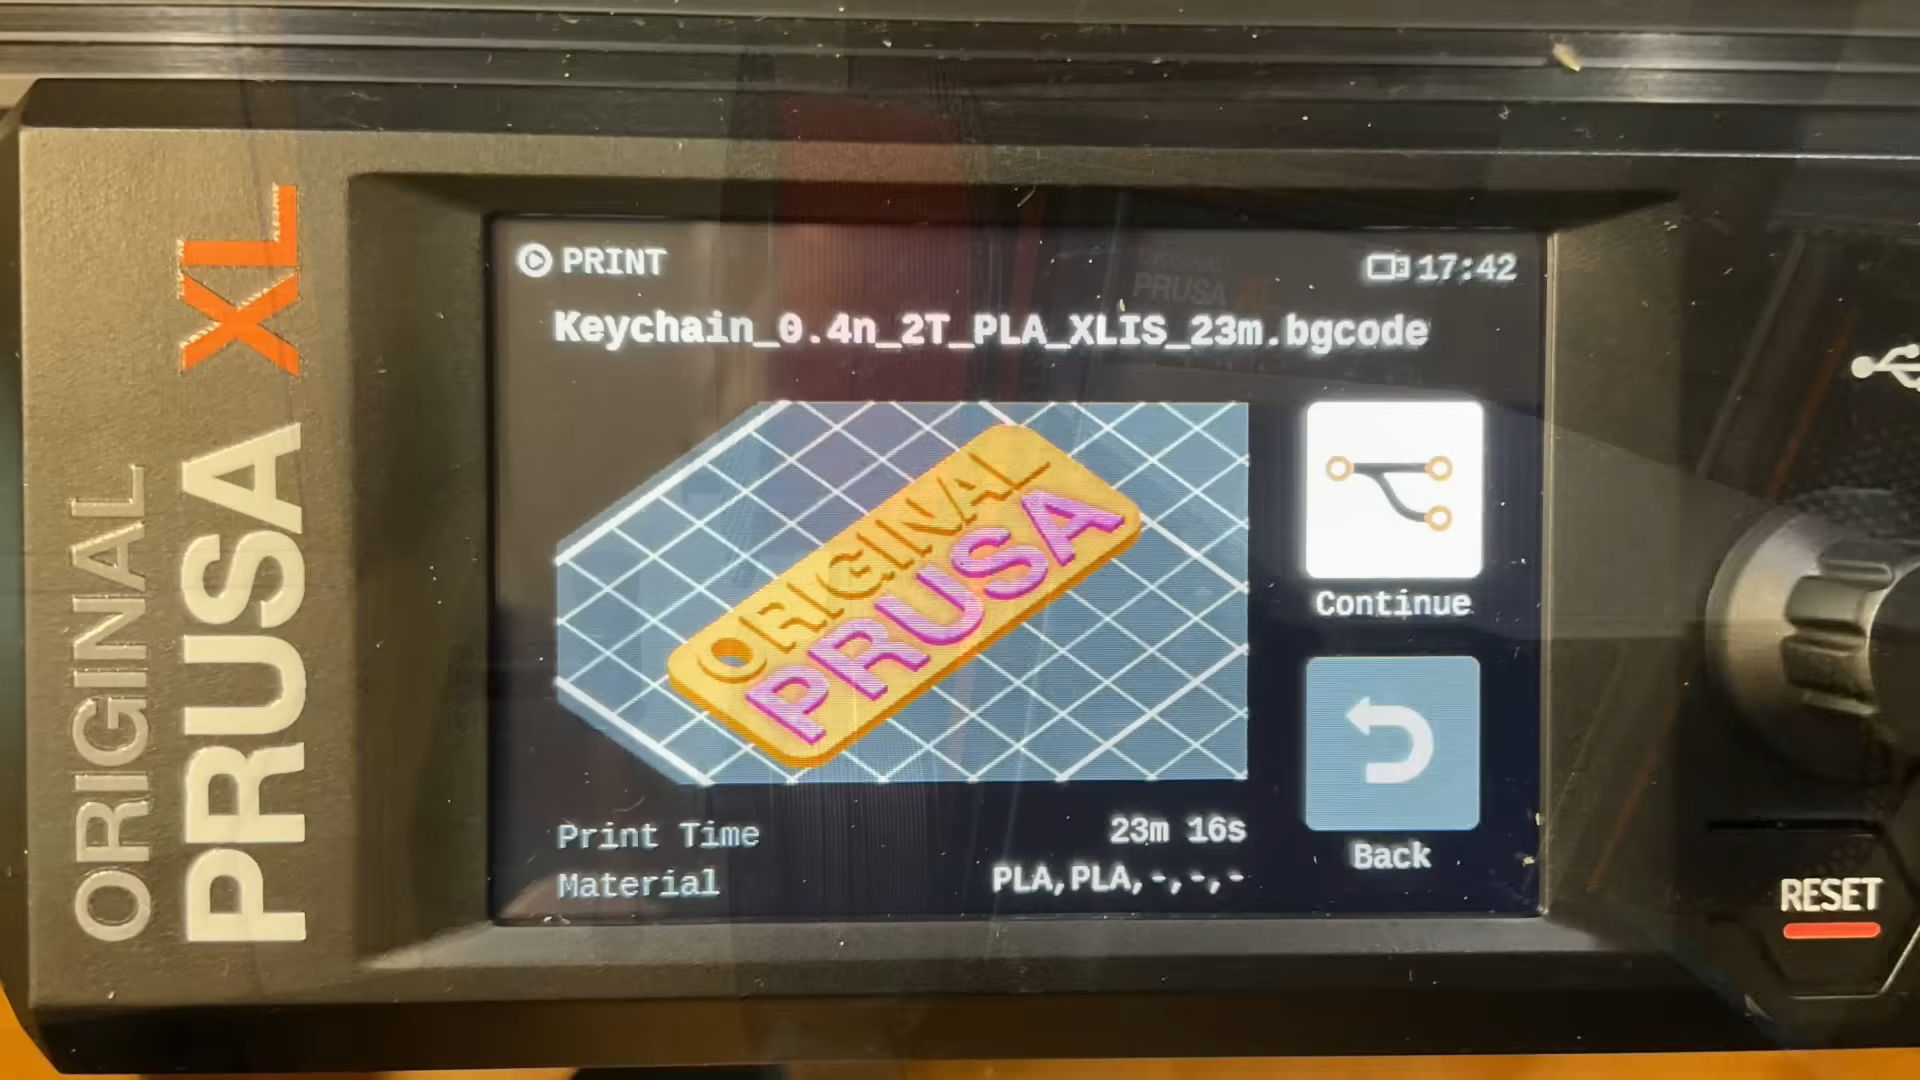 ORIGINAL
PRUSA XL
PRINT
17:42
Keychain_0.4n_2T_PLA_XLIS_23m.bgcode
ORIGINAL
PRUSA
Continue
Back
Print Time 23m 16s
Material PLA,PLA,-,-,-
RESET